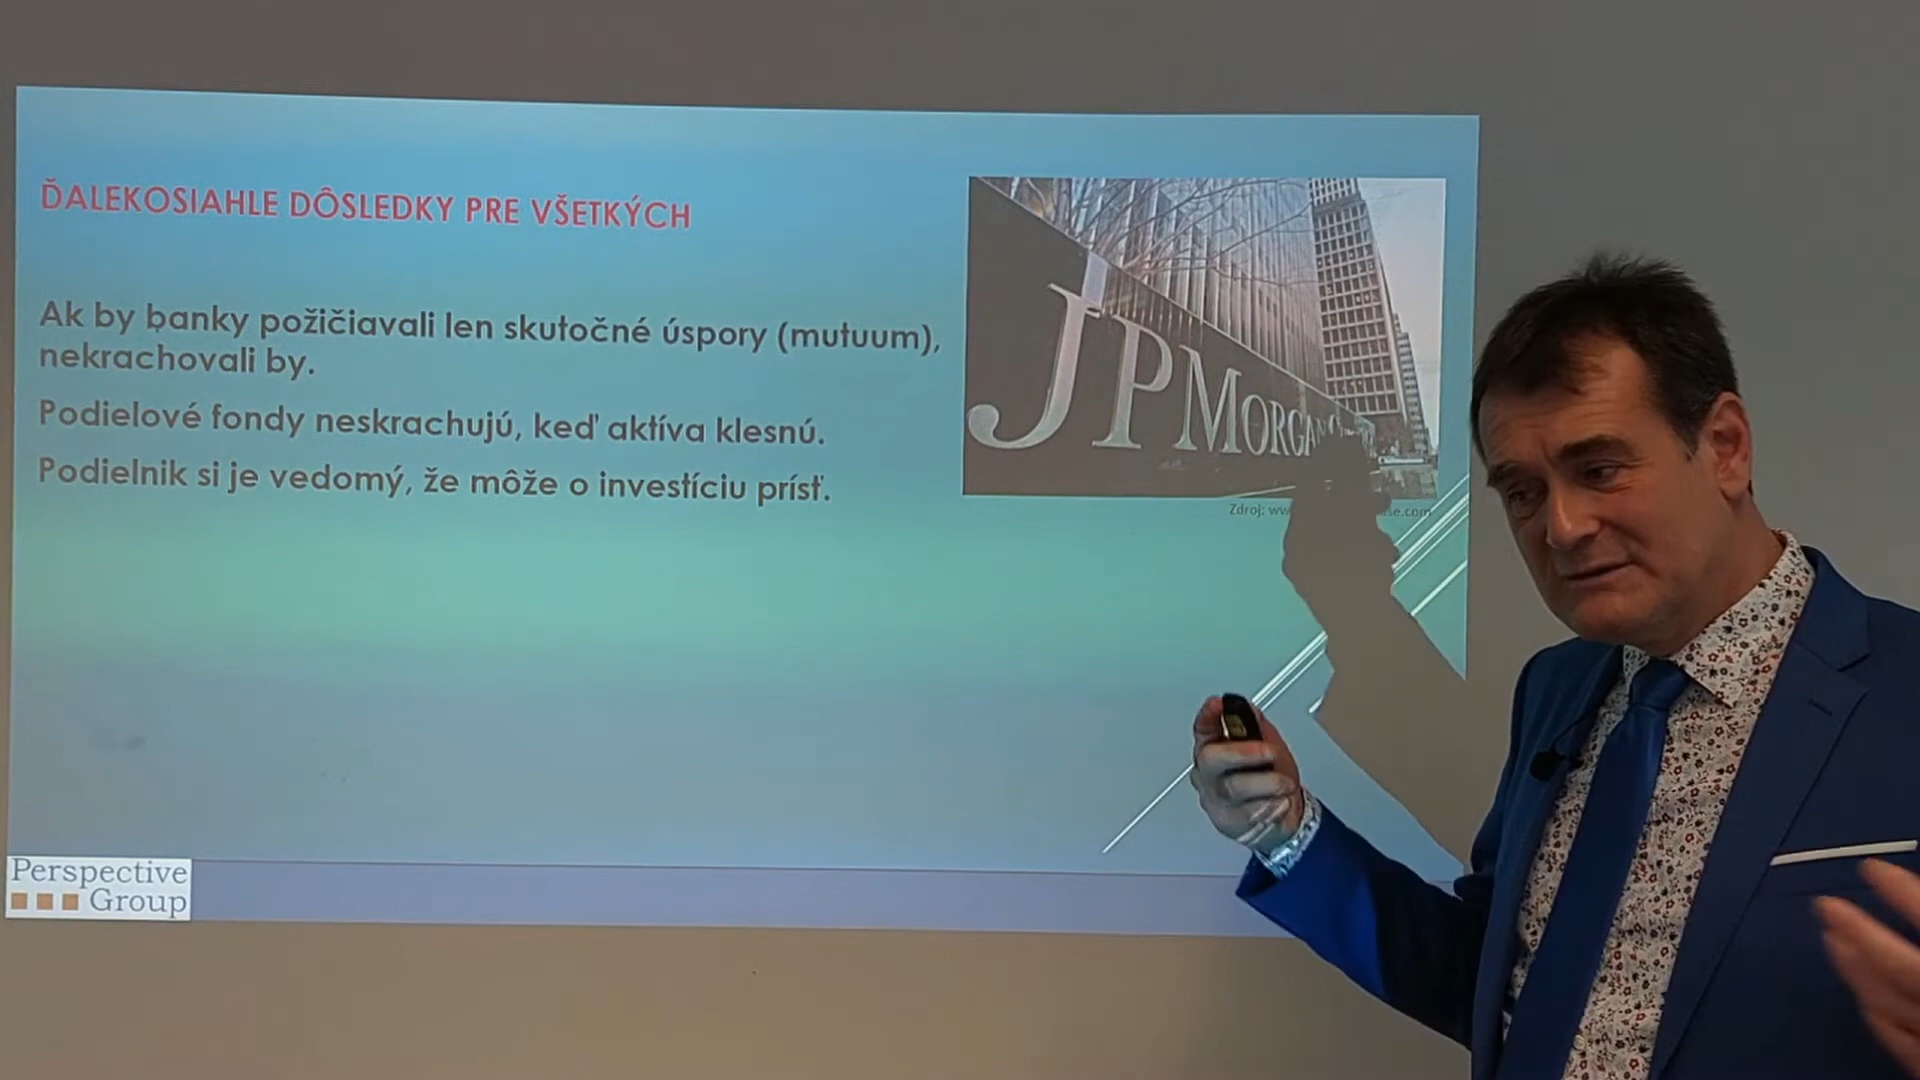 ĎALEKOSIAHLE DÔSLEDKY PRE VŠETKÝCH
Ak by banky požičiavali len skutočné úspory (mutuum),
nekrachovali by.
Podielové fondy neskrachujú, keď aktíva klesnú.
Podielnik si je vedomý, že môže o investíciu prísť.
JPMORGAN
Zdroj:
Perspective
Group